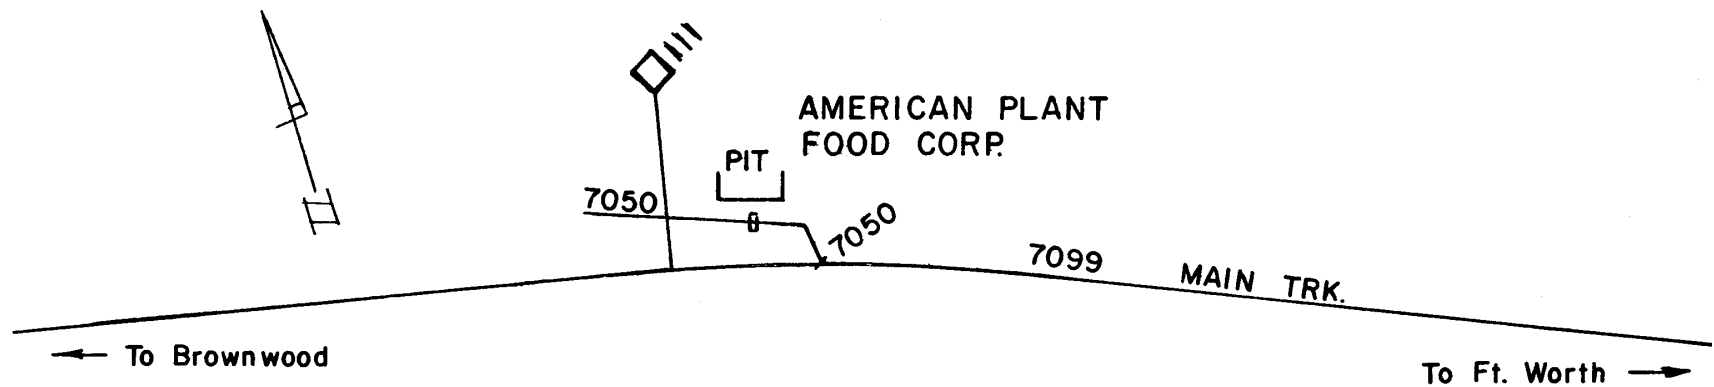 AMERICAN PLANT
FOOD CORP.
PIT
7050
7050
7099
MAIN TRK.
To Brownwood
To Ft. Worth